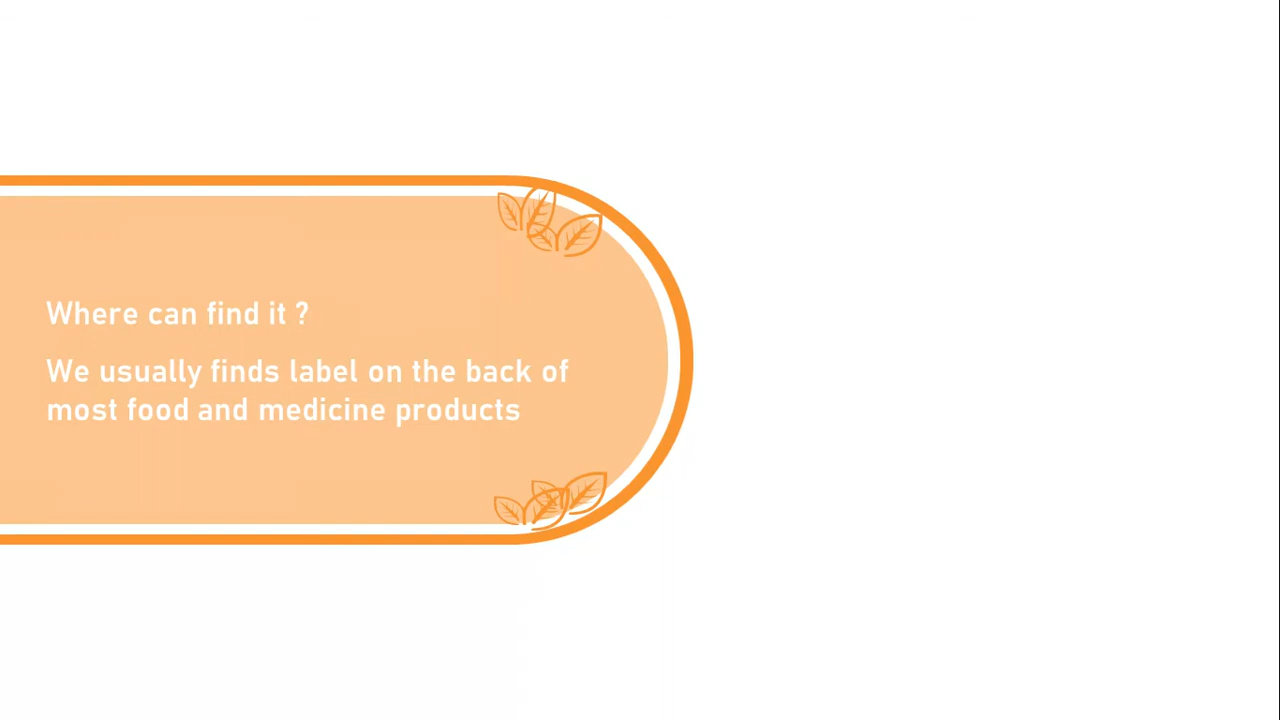 Where can find it ?
We usually finds label on the back of
most food and medicine products